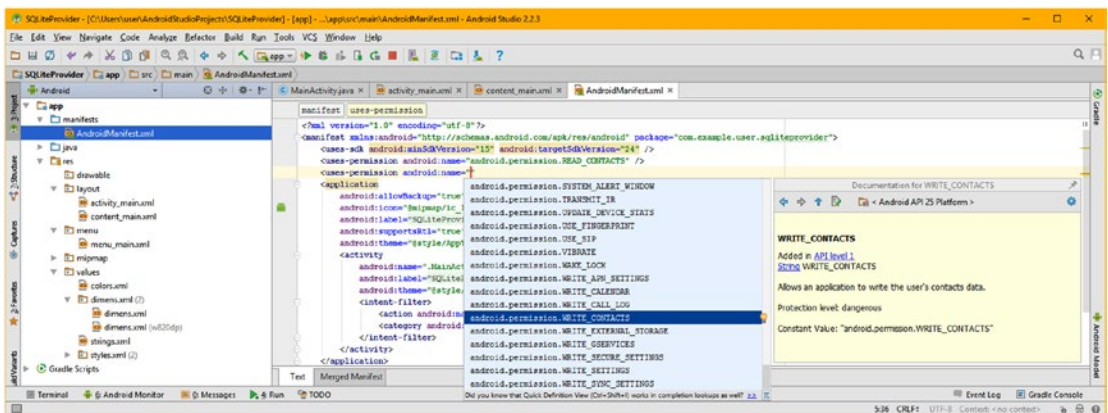 SQLiteProvider - [C:\Users\user\AndroidStudioProjects\SQLiteProvider] - [app] - ...\app\src\main\AndroidManifest.xml - Android Studio 2.2.3
File Edit View Navigate Code Analyze Refactor Build Run Tools VCS Window Help
app
SQLiteProvider app src main AndroidManifest.xml
Android
MainActivity.java × activity_main.xml × content_main.xml × AndroidManifest.xml ×
1: Project
2: Structure
Captures
2: Favorites
Gradle
Android Model
app
manifests
AndroidManifest.xml
java
res
drawable
layout
activity_main.xml
content_main.xml
menu
menu_main.xml
mipmap
values
colors.xml
dimens.xml (2)
dimens.xml
dimens.xml (w820dp)
strings.xml
styles.xml (2)
Gradle Scripts
manifest uses-permission
<?xml version="1.0" encoding="utf-8"?>
<manifest xmlns:android="http://schemas.android.com/apk/res/android" package="com.example.user.sqliteprovider">
<uses-sdk android:minSdkVersion="15" android:targetSdkVersion="24" />
<uses-permission android:name="android.permission.READ_CONTACTS" />
<uses-permission android:name="
<application
android:allowBackup="true"
android:icon="@mipmap/ic_
android:label="SQLiteProvi
android:supportsRtl="true"
android:theme="@style/AppT
<activity
android:name=".MainAct
android:label="SQLiteP
android:theme="@style/
<intent-filter>
<action android:na
<category android:
</intent-filter>
</activity>
</application>
android.permission.SYSTEM_ALERT_WINDOW
android.permission.TRANSMIT_IR
android.permission.UPDATE_DEVICE_STATS
android.permission.USE_FINGERPRINT
android.permission.USE_SIP
android.permission.VIBRATE
android.permission.WAKE_LOCK
android.permission.WRITE_APN_SETTINGS
android.permission.WRITE_CALENDAR
android.permission.WRITE_CALL_LOG
android.permission.WRITE_CONTACTS
android.permission.WRITE_EXTERNAL_STORAGE
android.permission.WRITE_GSERVICES
android.permission.WRITE_SECURE_SETTINGS
android.permission.WRITE_SETTINGS
android.permission.WRITE_SYNC_SETTINGS
Did you know that Quick Definition View (Ctrl+Shift+I) works in completion lookups as well? >>
Documentation for WRITE_CONTACTS
< Android API 25 Platform >
WRITE_CONTACTS
Added in API level 1
String WRITE_CONTACTS
Allows an application to write the user's contacts data.
Protection level: dangerous
Constant Value: "android.permission.WRITE_CONTACTS"
Text Merged Manifest
Terminal 6: Android Monitor 0: Messages 4: Run TODO Event Log Gradle Console
5:36 CRLF÷ UTF-8 Context: <no context>